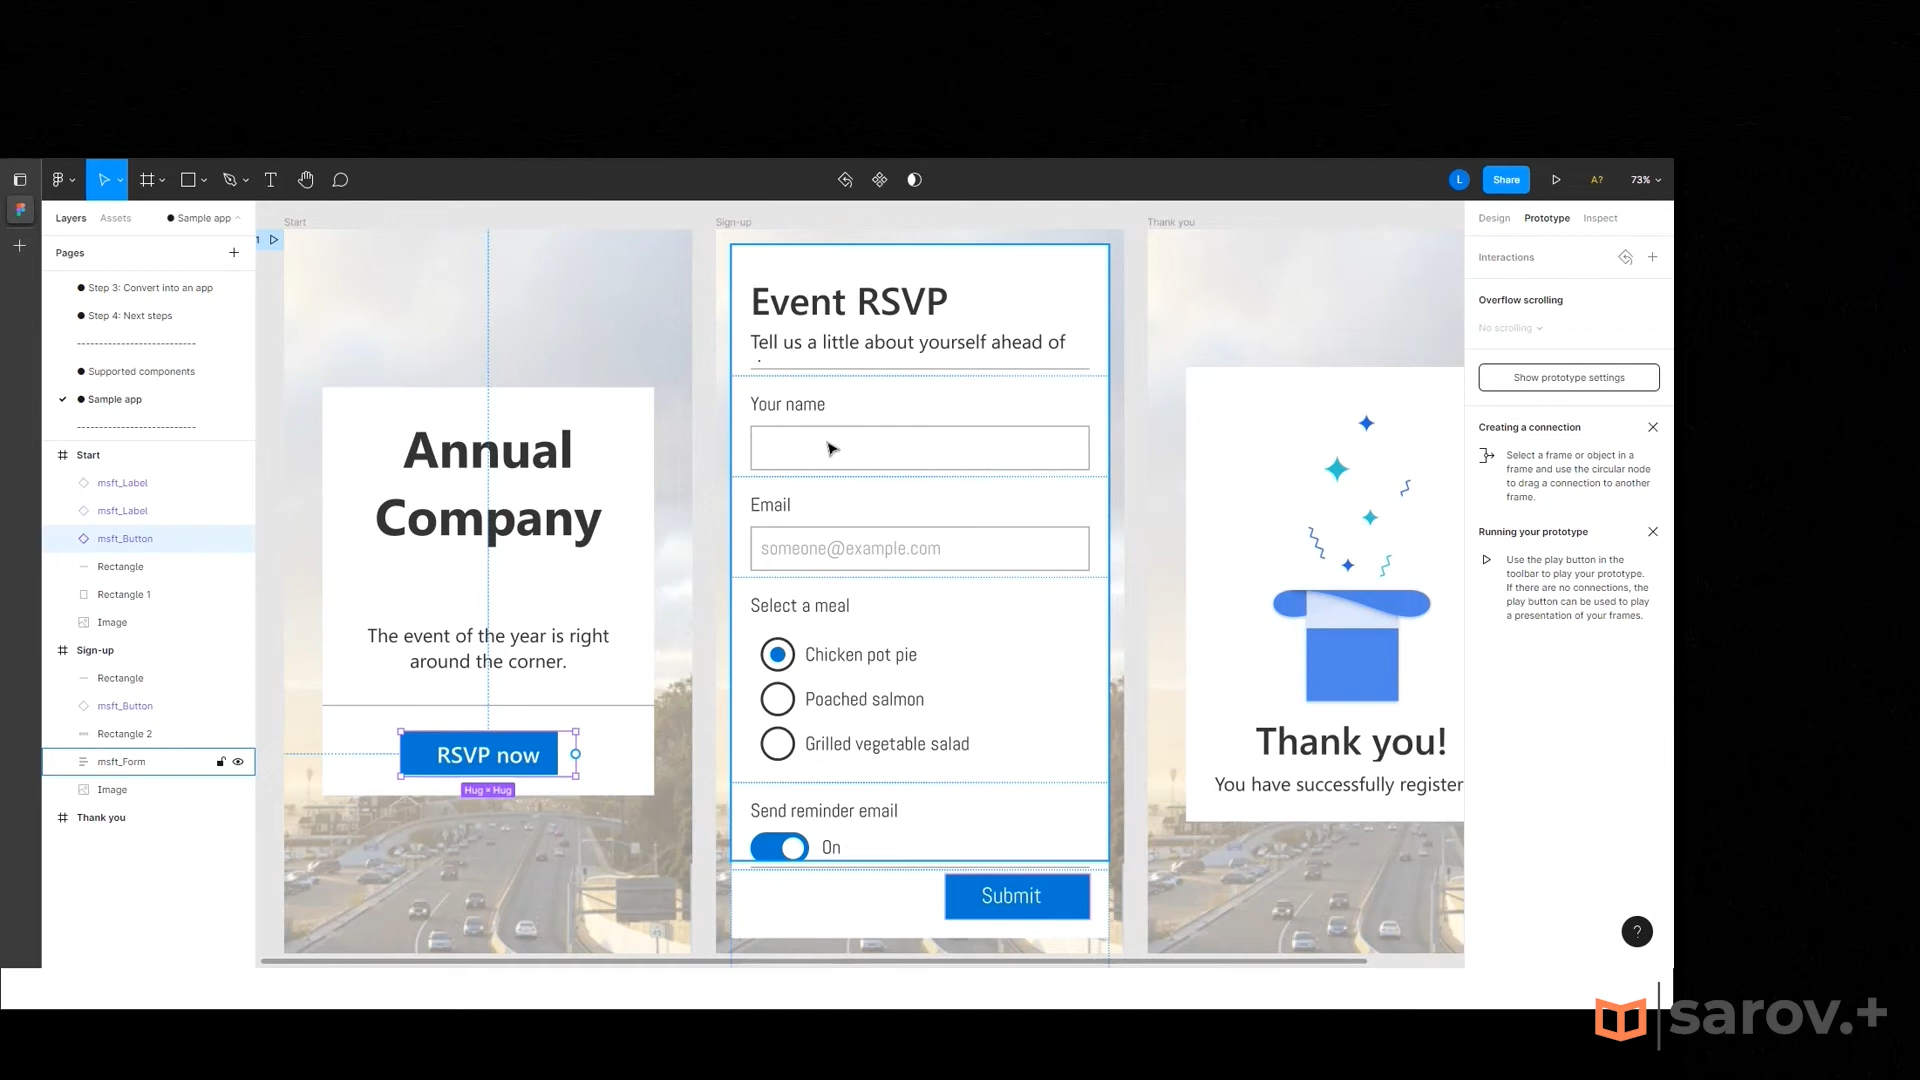 L
Share
A?
73%
Layers
Assets
Sample app
Pages
Step 3: Convert into an app
Step 4: Next steps
---------------------------
Supported components
Sample app
---------------------------
Start
msft_Label
msft_Label
msft_Button
Rectangle
Rectangle 1
Image
Sign-up
Rectangle
msft_Button
Rectangle 2
msft_Form
Image
Thank you
1
Start
Annual
Company
The event of the year is right
around the corner.
RSVP now
Hug × Hug
Sign-up
Event RSVP
Tell us a little about yourself ahead of
Your name
Email
someone@example.com
Select a meal
Chicken pot pie
Poached salmon
Grilled vegetable salad
Send reminder email
On
Submit
Thank you
Thank you!
You have successfully register
Design
Prototype
Inspect
Interactions
Overflow scrolling
No scrolling
Show prototype settings
Creating a connection
Select a frame or object in a
frame and use the circular node
to drag a connection to another
frame.
Running your prototype
Use the play button in the
toolbar to play your prototype.
If there are no connections, the
play button can be used to play
a presentation of your frames.
?
sarov.+